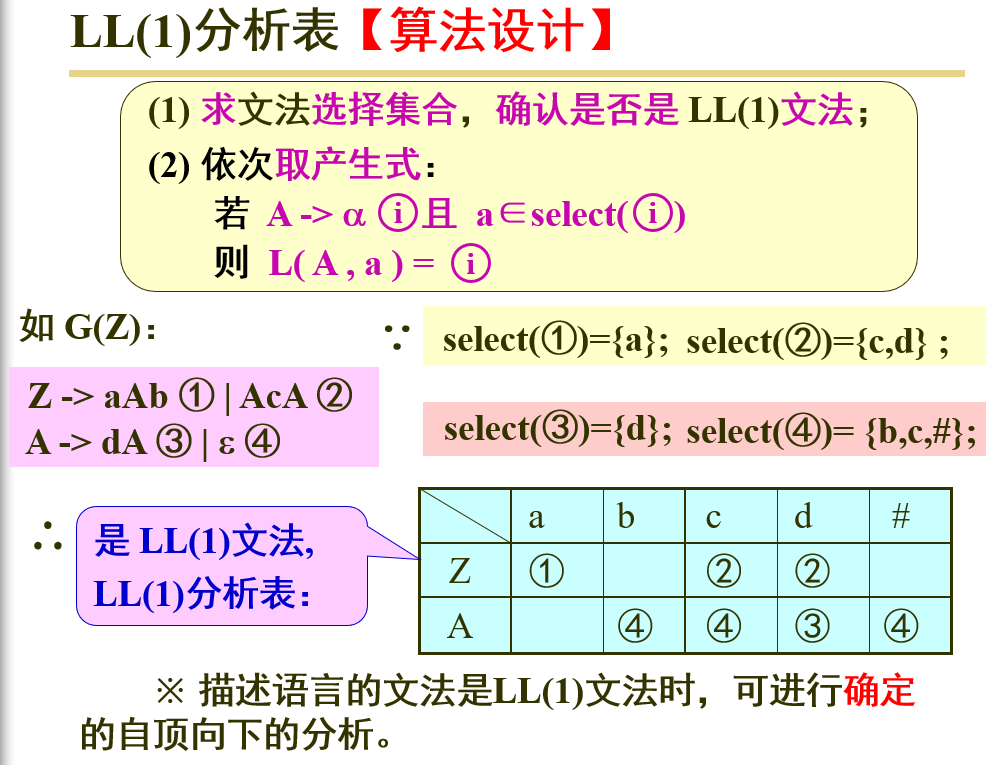 LL(1)分析表【算法设计】
(1) 求文法选择集合，确认是否是 LL(1)文法；
(2) 依次取产生式：
若 A -> α ⓘ且 a∈select(ⓘ)
则 L( A , a ) = ⓘ
如 G(Z)：
∵ select(①)={a}; select(②)={c,d} ;
Z -> aAb ① | AcA ②
A -> dA ③ | ε ④
select(③)={d}; select(④)= {b,c,#};
∴ 是 LL(1)文法,
LL(1)分析表：
a b c d #
Z ① ② ②
A ④ ④ ③ ④
※ 描述语言的文法是LL(1)文法时，可进行确定
的自顶向下的分析。